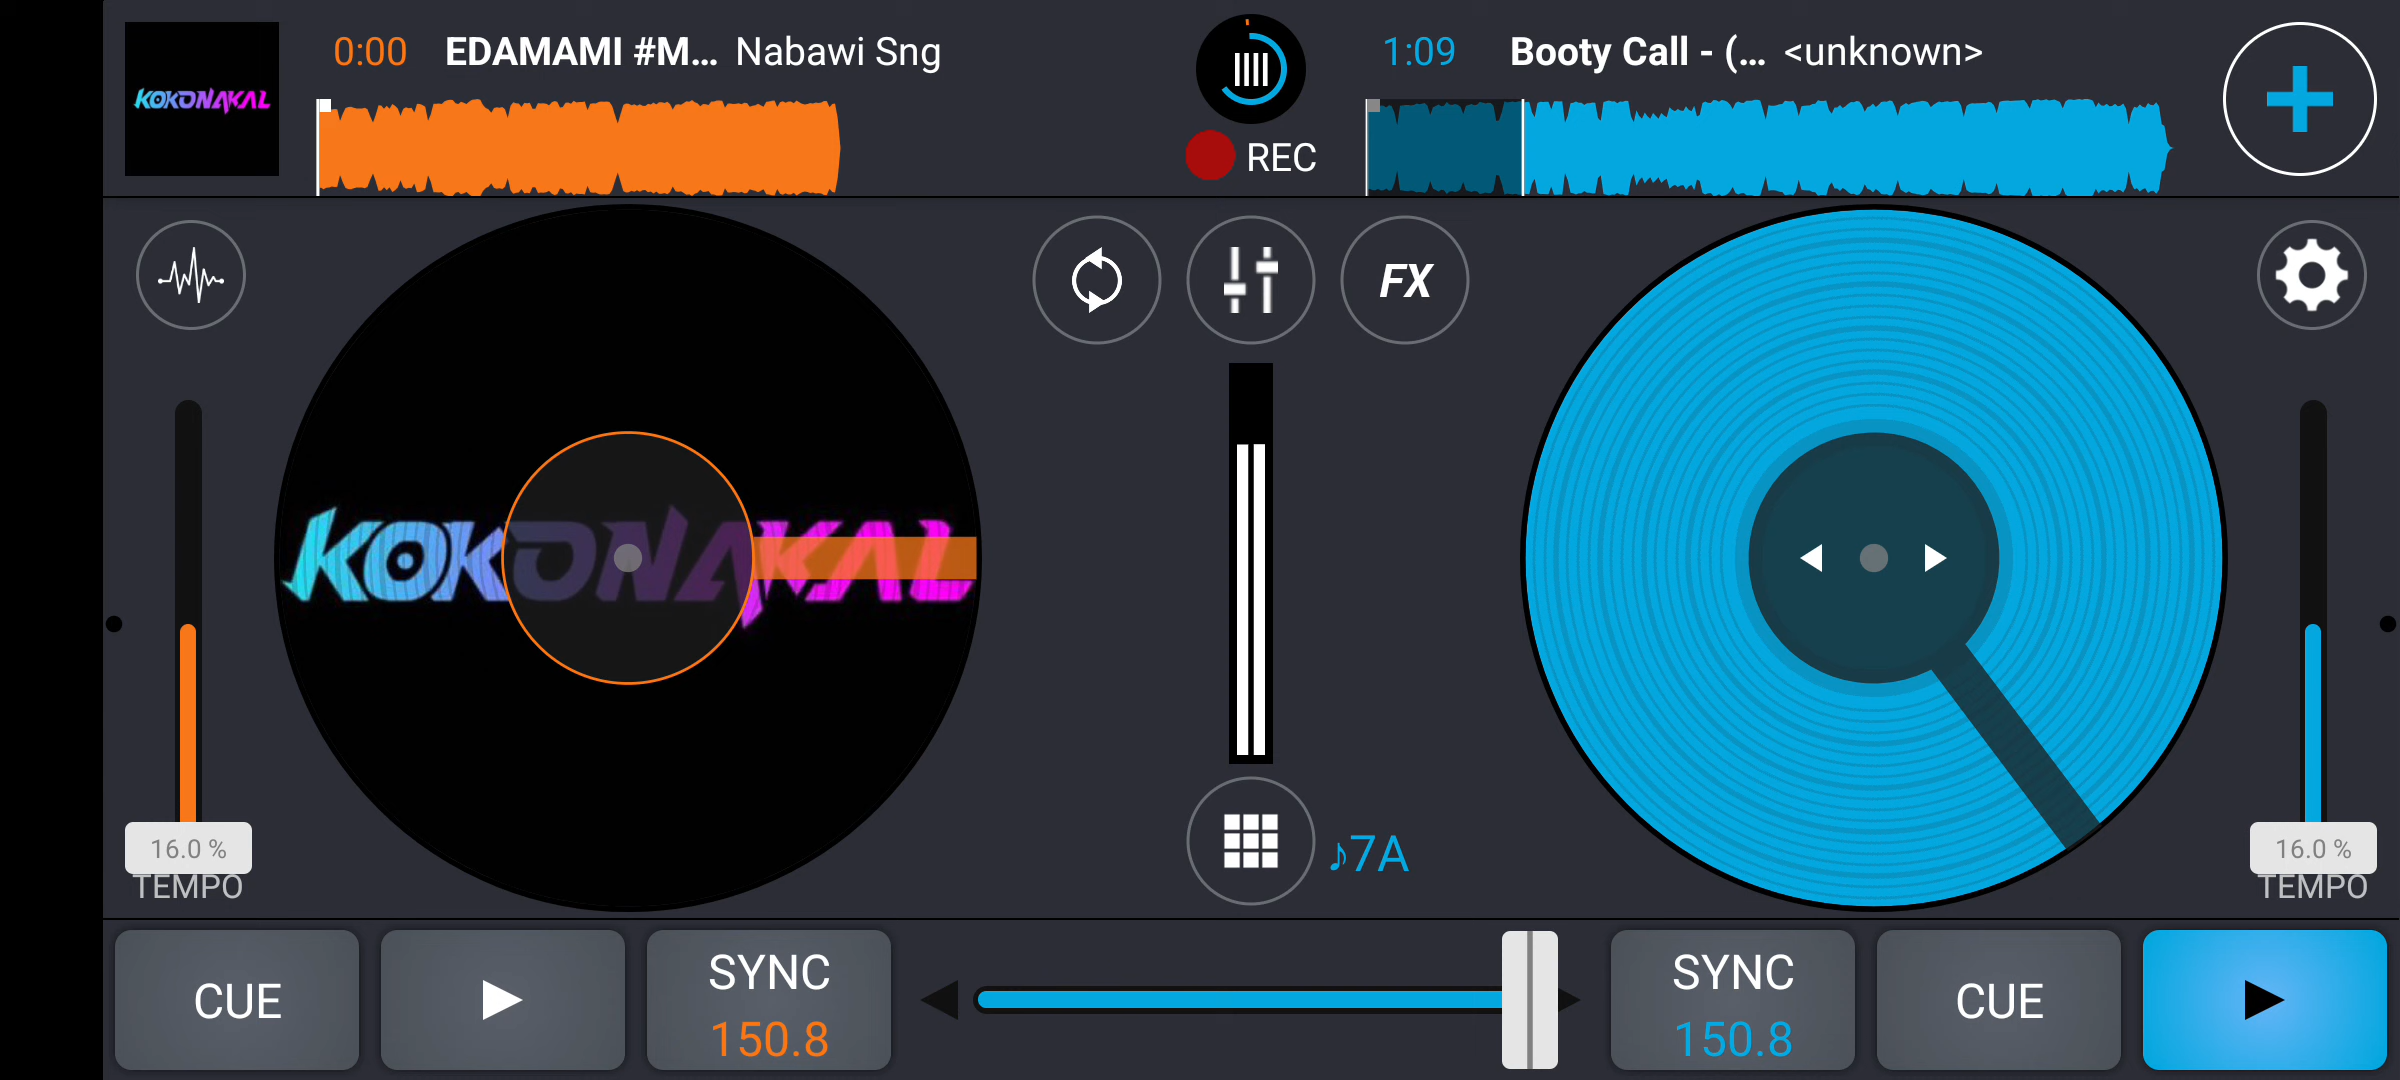 KOKONAKAL
0:00 EDAMAMI #M... Nabawi Sng
REC
1:09 Booty Call - (... <unknown>
FX
KOKONAKAL
16.0 %
TEMPO
♪7A
16.0 %
TEMPO
CUE
SYNC
150.8
SYNC
150.8
CUE